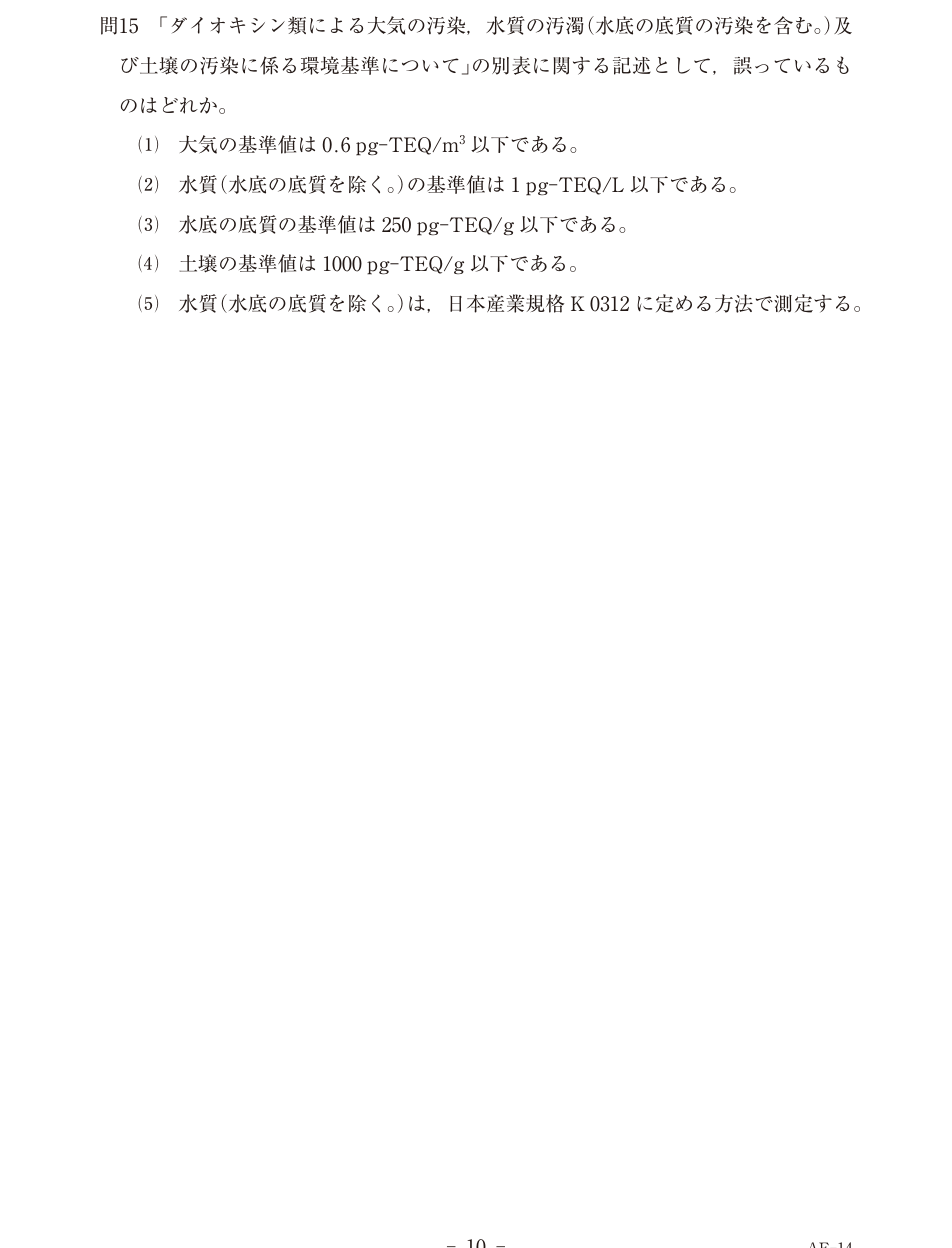 問15 「ダイオキシン類による大気の汚染，水質の汚濁(水底の底質の汚染を含む。)及
び土壌の汚染に係る環境基準について」の別表に関する記述として，誤っているも
のはどれか。
⑴ 大気の基準値は 0.6 pg-TEQ/m³ 以下である。
⑵ 水質(水底の底質を除く。)の基準値は 1 pg-TEQ/L 以下である。
⑶ 水底の底質の基準値は 250 pg-TEQ/g 以下である。
⑷ 土壌の基準値は 1000 pg-TEQ/g 以下である。
⑸ 水質(水底の底質を除く。)は，日本産業規格 K 0312 に定める方法で測定する。
- 10 -
AE-14